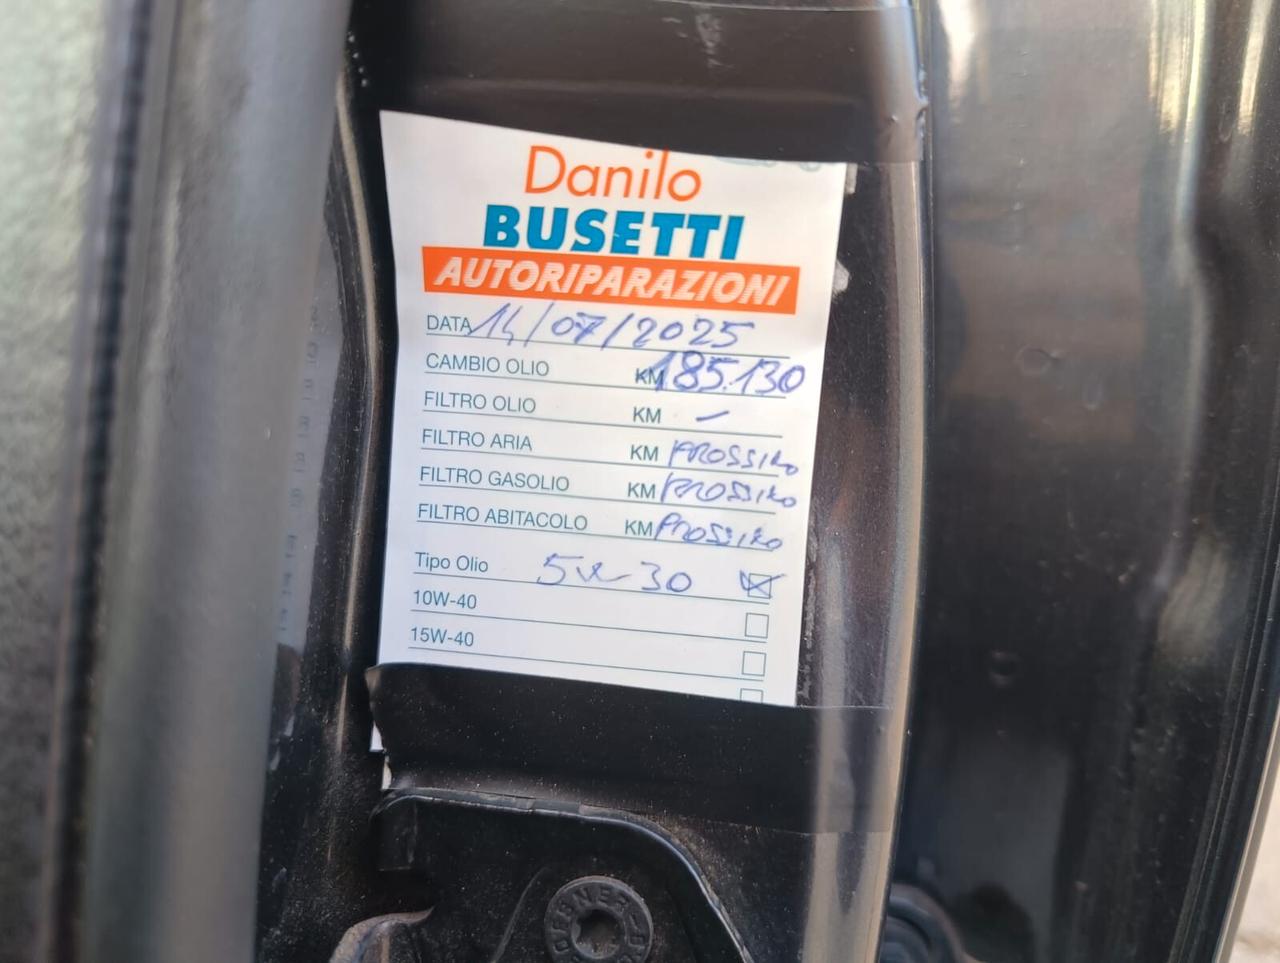 Danilo
BUSETTI
AUTORIPARAZIONI
DATA 14/07/2025
CAMBIO OLIO KM 185.130
FILTRO OLIO KM –
FILTRO ARIA KM PROSSIMO
FILTRO GASOLIO KM PROSSIMO
FILTRO ABITACOLO KM PROSSIMO
Tipo Olio 5W-30
10W-40
15W-40